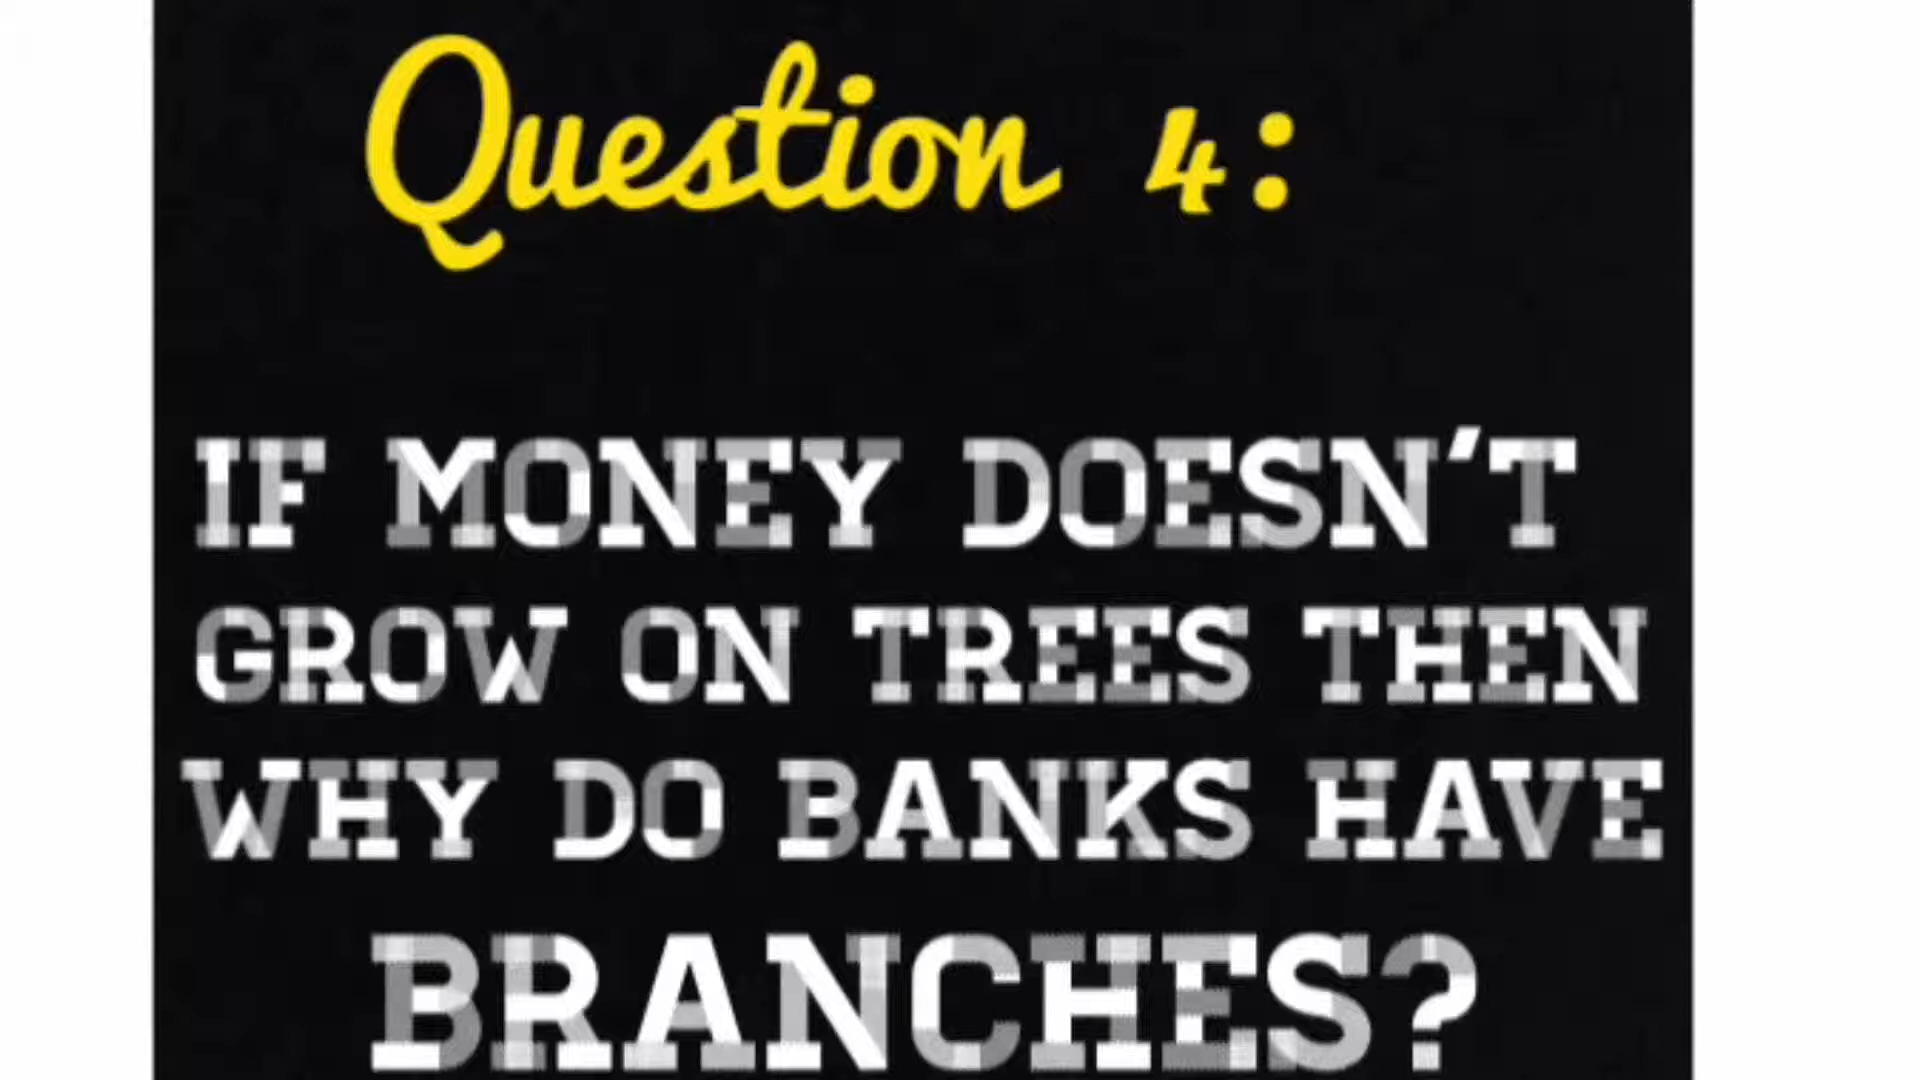 Question 4:
IF MONEY DOESN'T
GROW ON TREES THEN
WHY DO BANKS HAVE
BRANCHES?